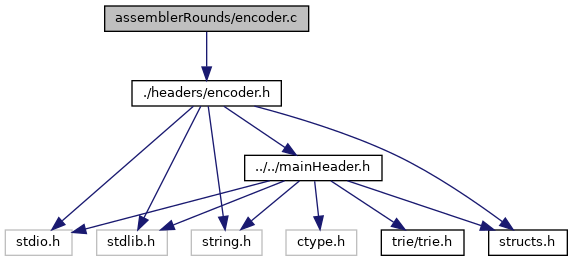 assemblerRounds/encoder.c
./headers/encoder.h
../../mainHeader.h
stdio.h
stdlib.h
string.h
ctype.h
trie/trie.h
structs.h